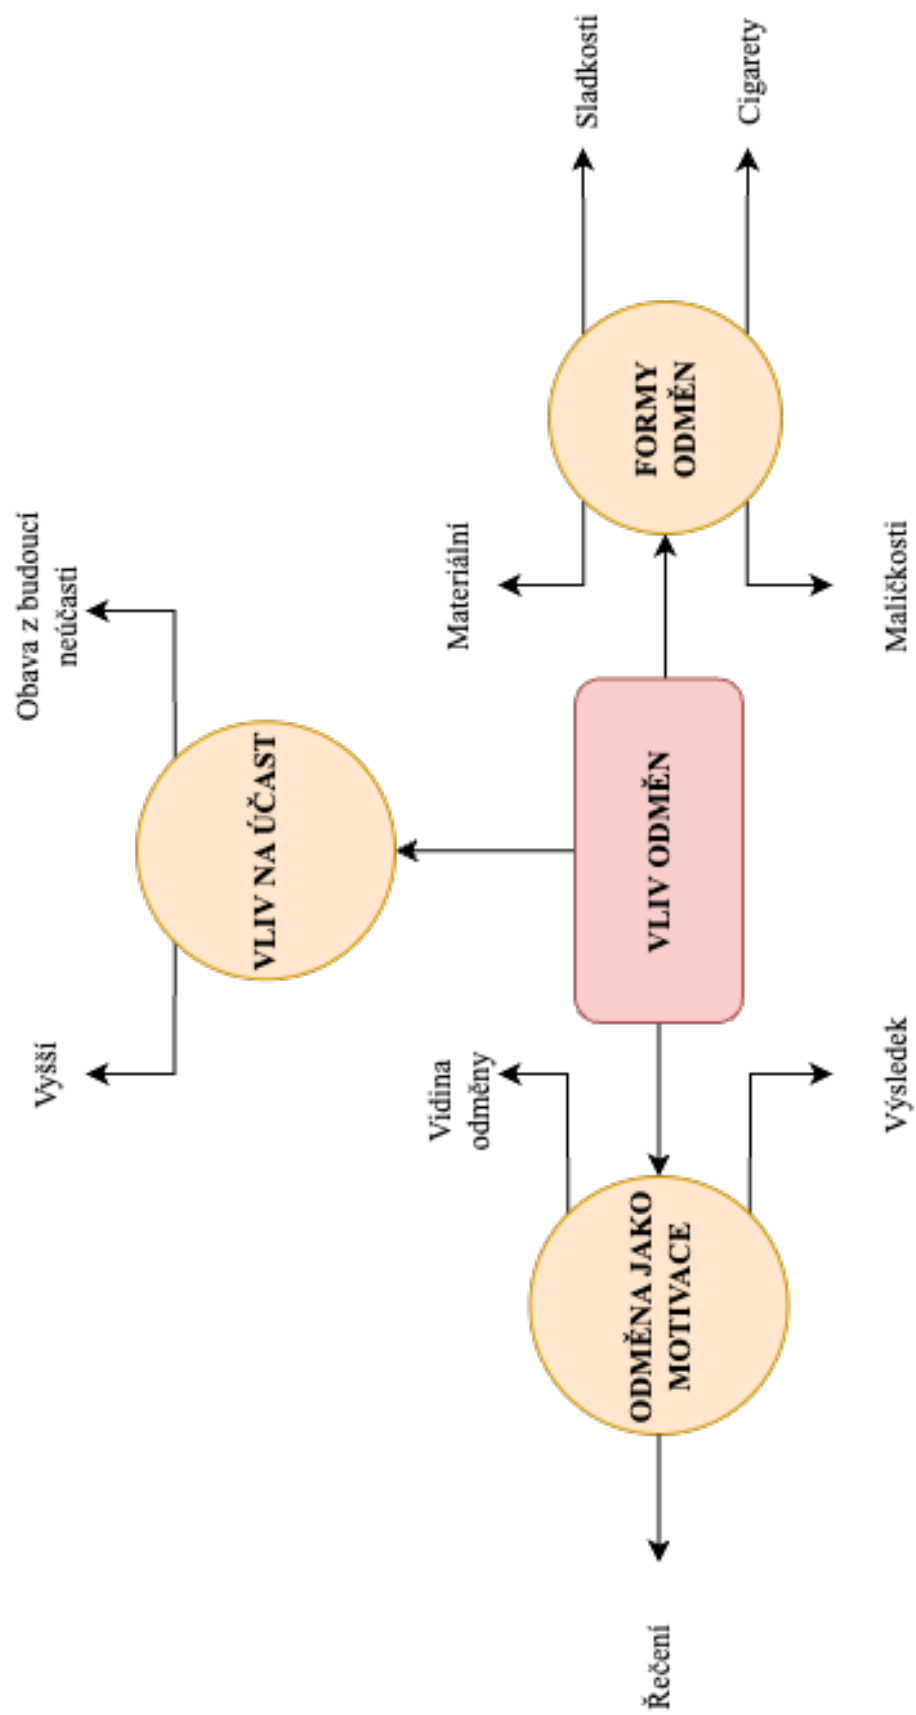 Řečení
ODMĚNA JAKO
MOTIVACE
Vidina
odměny
Výsledek
Vyšší
VLIV NA ÚČAST
Obava z budoucí
neúčasti
VLIV ODMĚN
Materiální
Maličkosti
FORMY
ODMĚN
Sladkosti
Cigarety